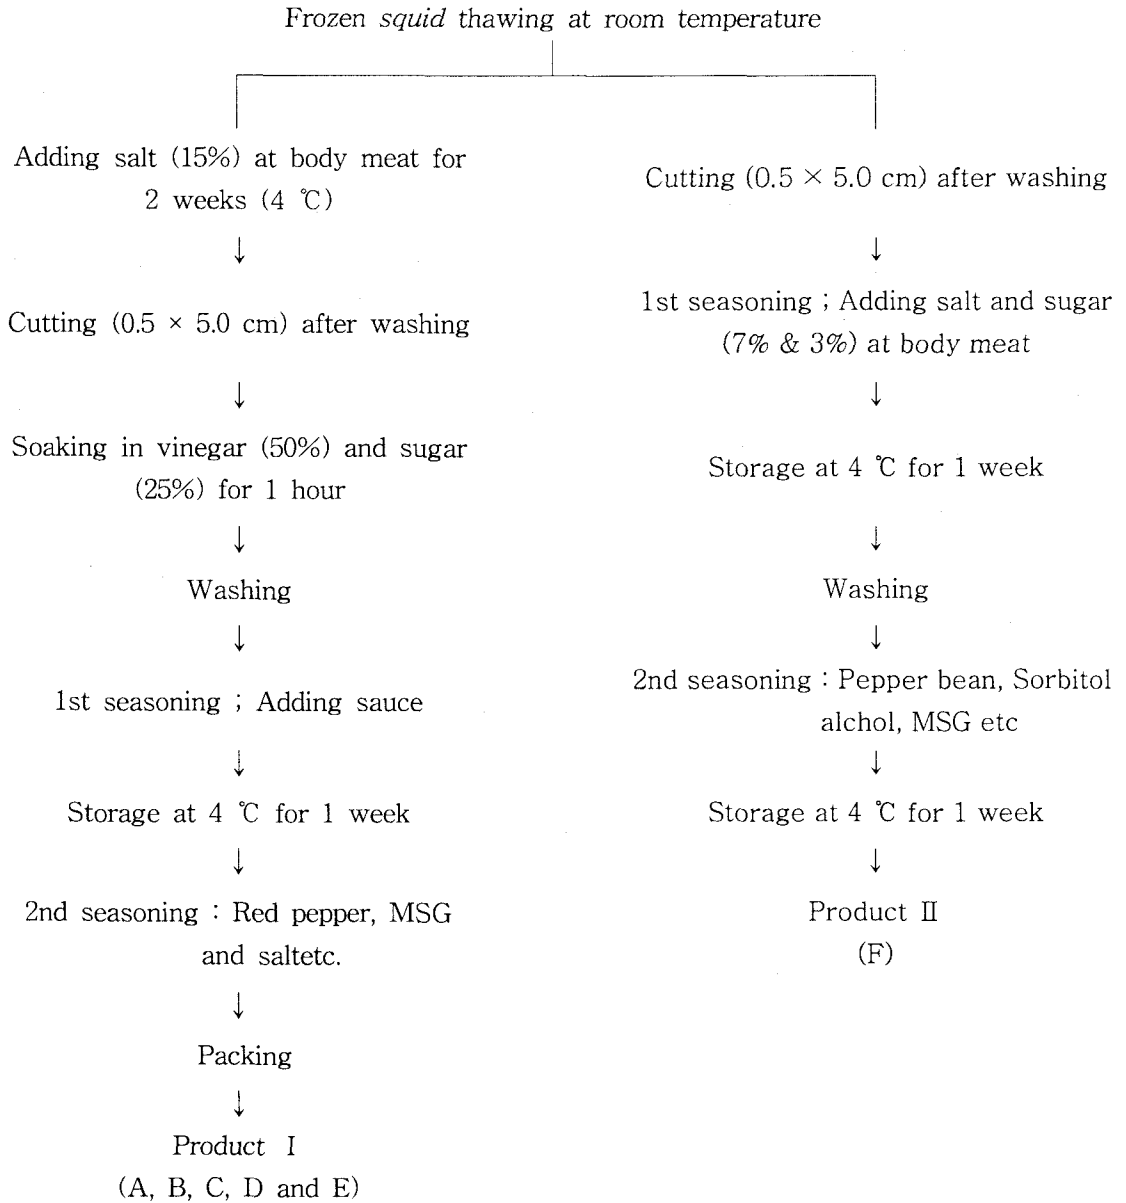 Frozen squid thawing at room temperature
Adding salt (15%) at body meat for
2 weeks (4 ℃)
↓
Cutting (0.5 × 5.0 cm) after washing
↓
Soaking in vinegar (50%) and sugar
(25%) for 1 hour
↓
Washing
↓
1st seasoning ; Adding sauce
↓
Storage at 4 ℃ for 1 week
↓
2nd seasoning : Red pepper, MSG
and saltetc.
↓
Packing
↓
Product Ⅰ
(A, B, C, D and E)
Cutting (0.5 × 5.0 cm) after washing
↓
1st seasoning ; Adding salt and sugar
(7% & 3%) at body meat
↓
Storage at 4 ℃ for 1 week
↓
Washing
↓
2nd seasoning : Pepper bean, Sorbitol
alchol, MSG etc
↓
Storage at 4 ℃ for 1 week
↓
Product Ⅱ
(F)